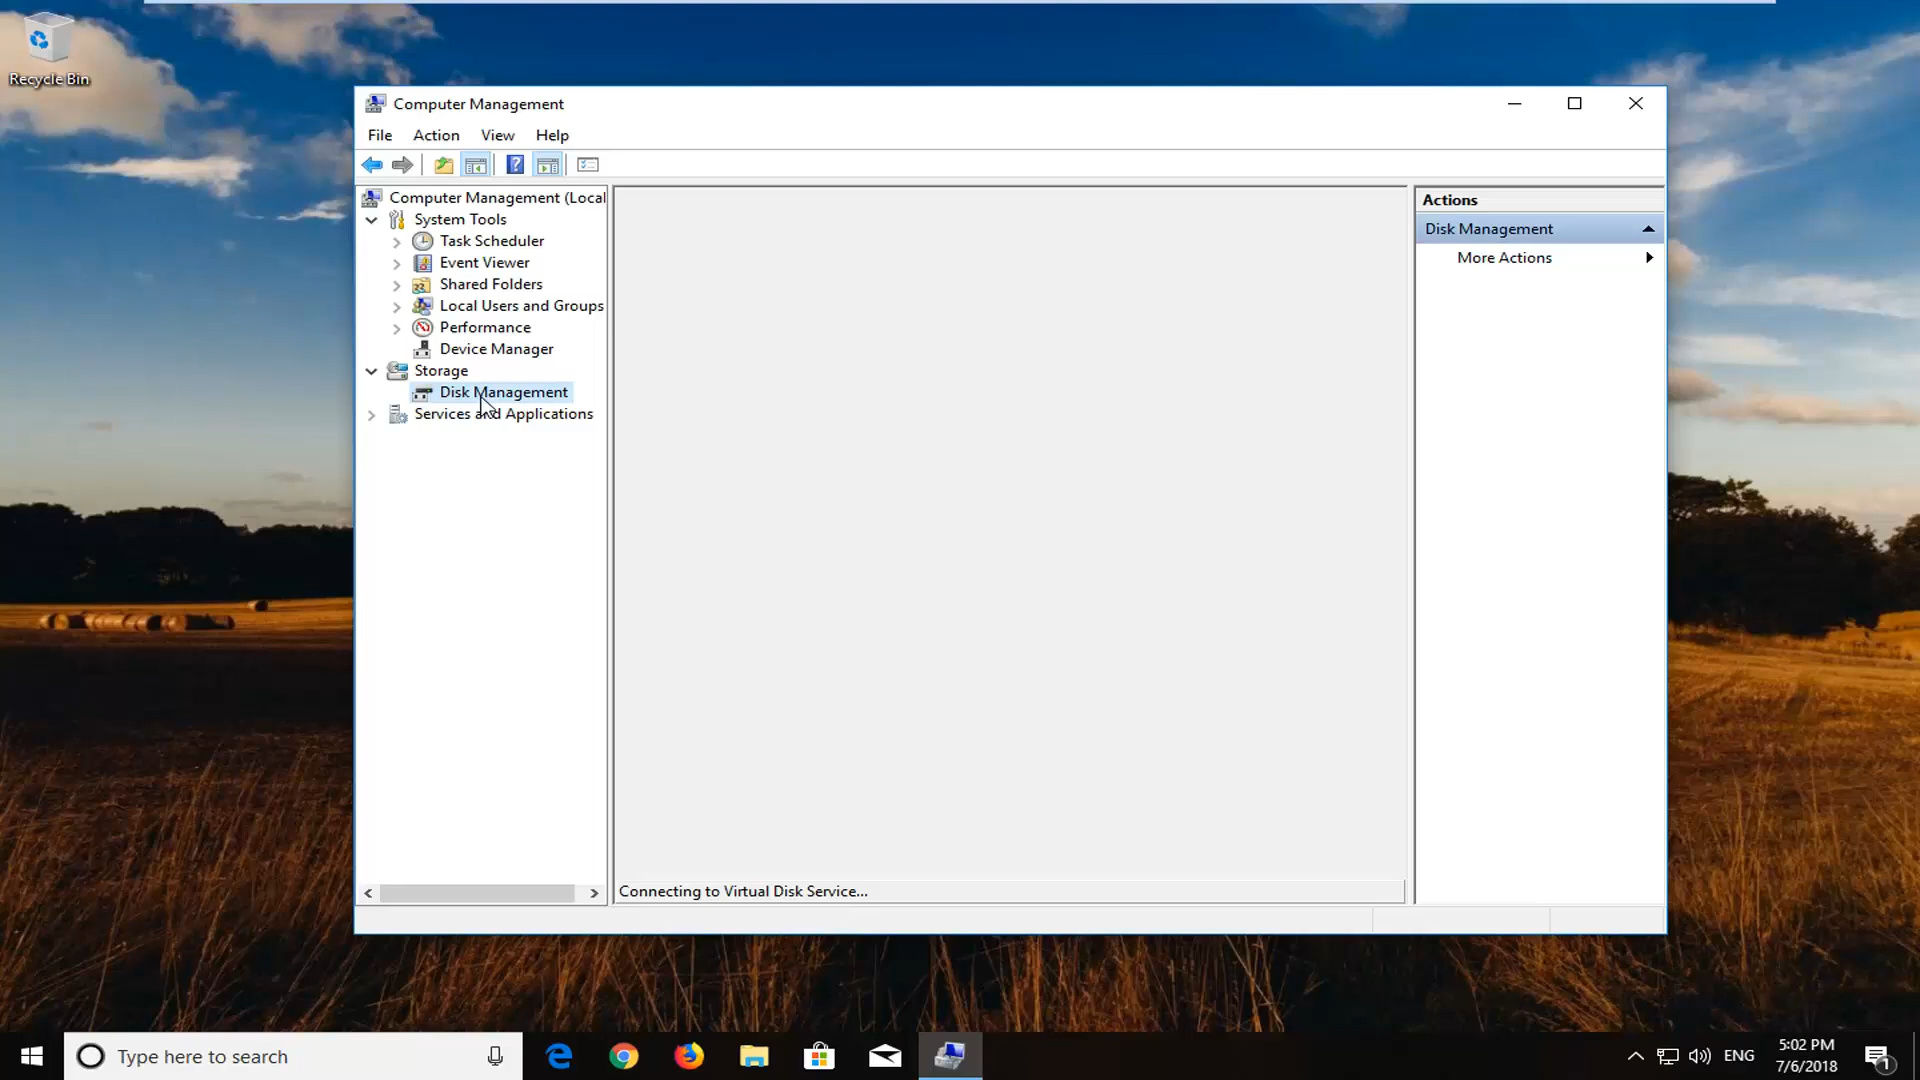 Recycle Bin
Computer Management
File Action View Help
Computer Management (Local
System Tools
Task Scheduler
Event Viewer
Shared Folders
Local Users and Groups
Performance
Device Manager
Storage
Disk Management
Services and Applications
Connecting to Virtual Disk Service...
Actions
Disk Management
More Actions
Type here to search
ENG
5:02 PM
7/6/2018
1